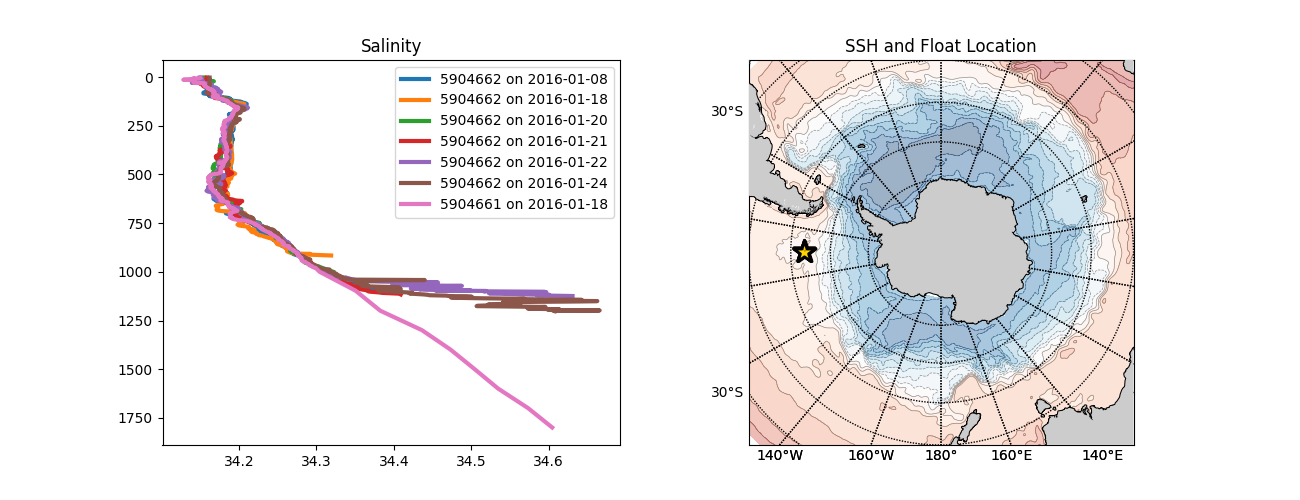 Salinity
0
250
500
750
1000
1250
1500
1750
34.2 34.3 34.4 34.5 34.6
5904662 on 2016-01-08
5904662 on 2016-01-18
5904662 on 2016-01-20
5904662 on 2016-01-21
5904662 on 2016-01-22
5904662 on 2016-01-24
5904661 on 2016-01-18
SSH and Float Location
30°S
30°S
140°W 160°W 180° 160°E 140°E